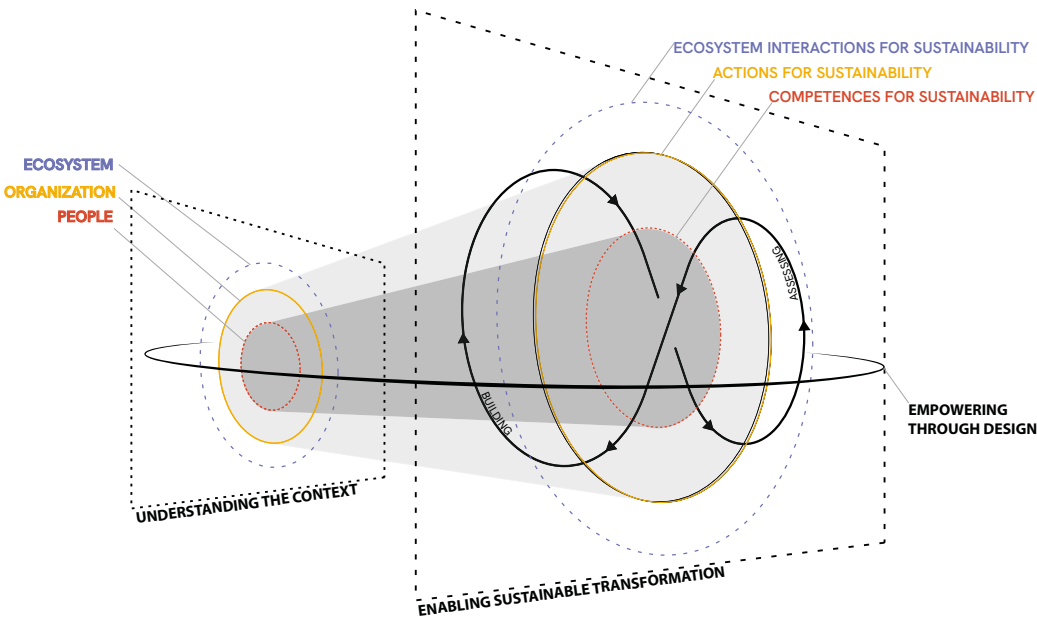 ECOSYSTEM INTERACTIONS FOR SUSTAINABILITY
ACTIONS FOR SUSTAINABILITY
COMPETENCES FOR SUSTAINABILITY
ECOSYSTEM
ORGANIZATION
PEOPLE
ASSESSING
BUILDING
EMPOWERING
THROUGH DESIGN
UNDERSTANDING THE CONTEXT
ENABLING SUSTAINABLE TRANSFORMATION